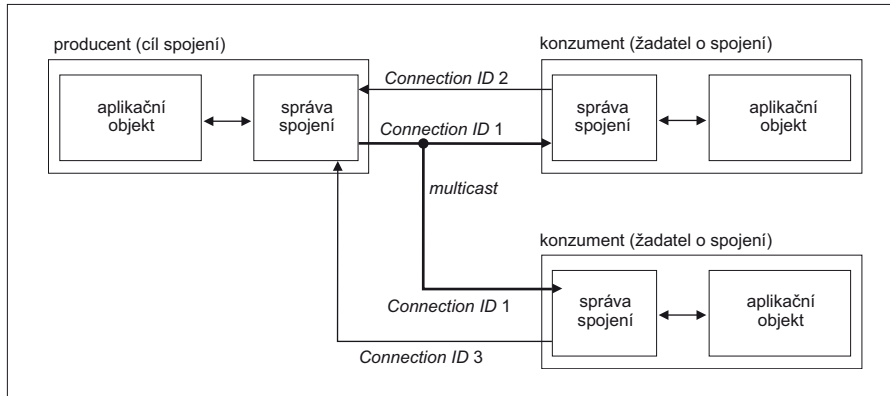 producent (cíl spojení)
aplikační
objekt
správa
spojení
Connection ID 2
Connection ID 1
multicast
konzument (žadatel o spojení)
správa
spojení
aplikační
objekt
konzument (žadatel o spojení)
Connection ID 1
správa
spojení
aplikační
objekt
Connection ID 3